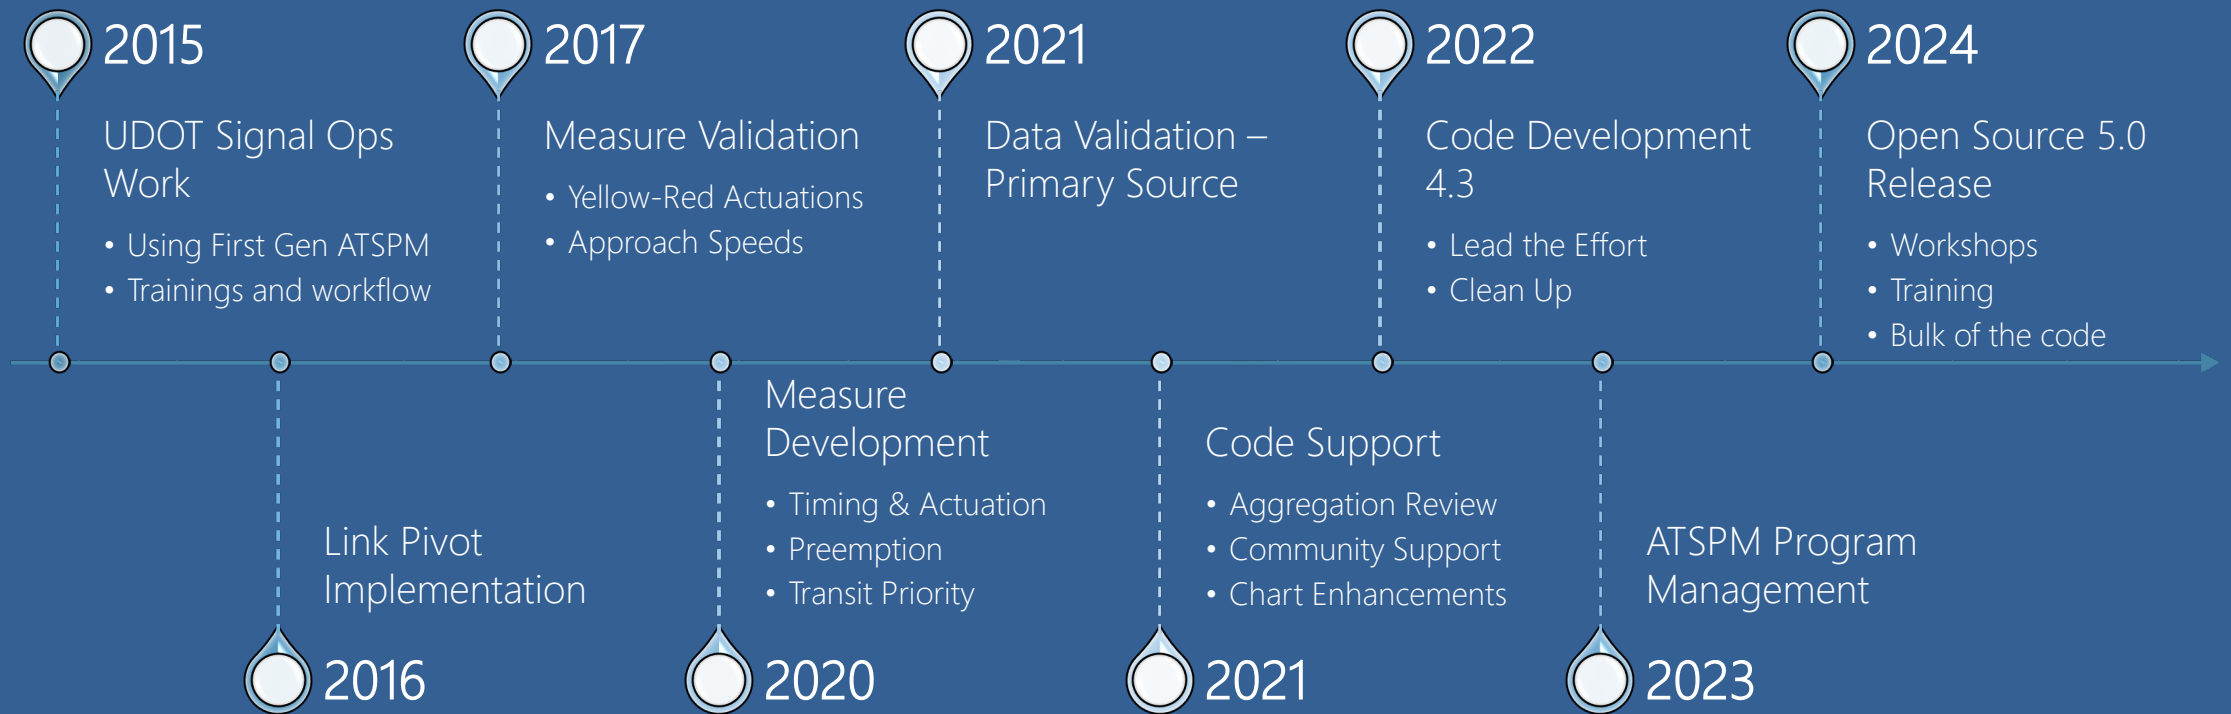 2015
UDOT Signal Ops
Work
• Using First Gen ATSPM
• Trainings and workflow
2017
Measure Validation
• Yellow-Red Actuations
• Approach Speeds
2021
Data Validation –
Primary Source
2022
Code Development
4.3
• Lead the Effort
• Clean Up
2024
Open Source 5.0
Release
• Workshops
• Training
• Bulk of the code
Link Pivot
Implementation
2016
Measure
Development
• Timing & Actuation
• Preemption
• Transit Priority
2020
Code Support
• Aggregation Review
• Community Support
• Chart Enhancements
2021
ATSPM Program
Management
2023